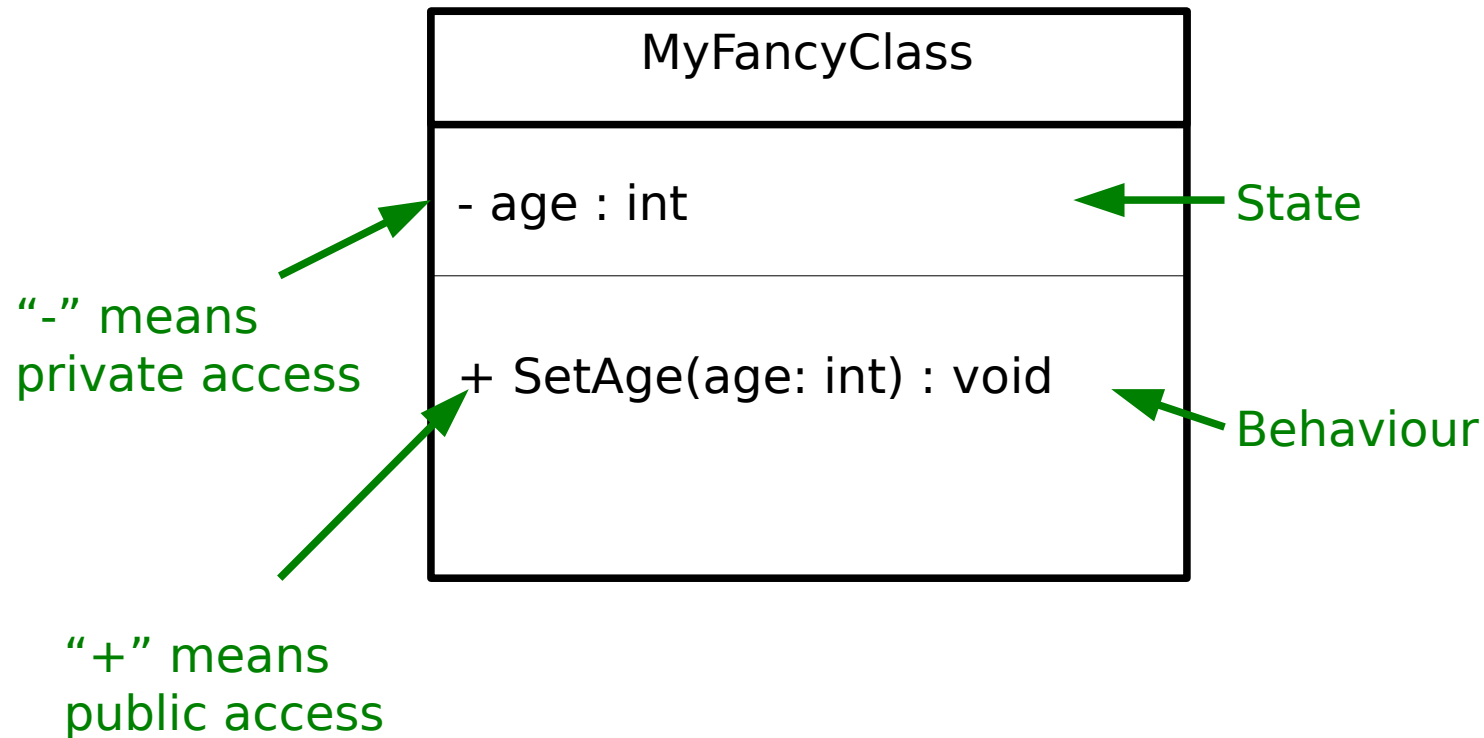 MyFancyClass
- age : int
State
“-” means
private access
+ SetAge(age: int) : void
Behaviour
“+” means
public access